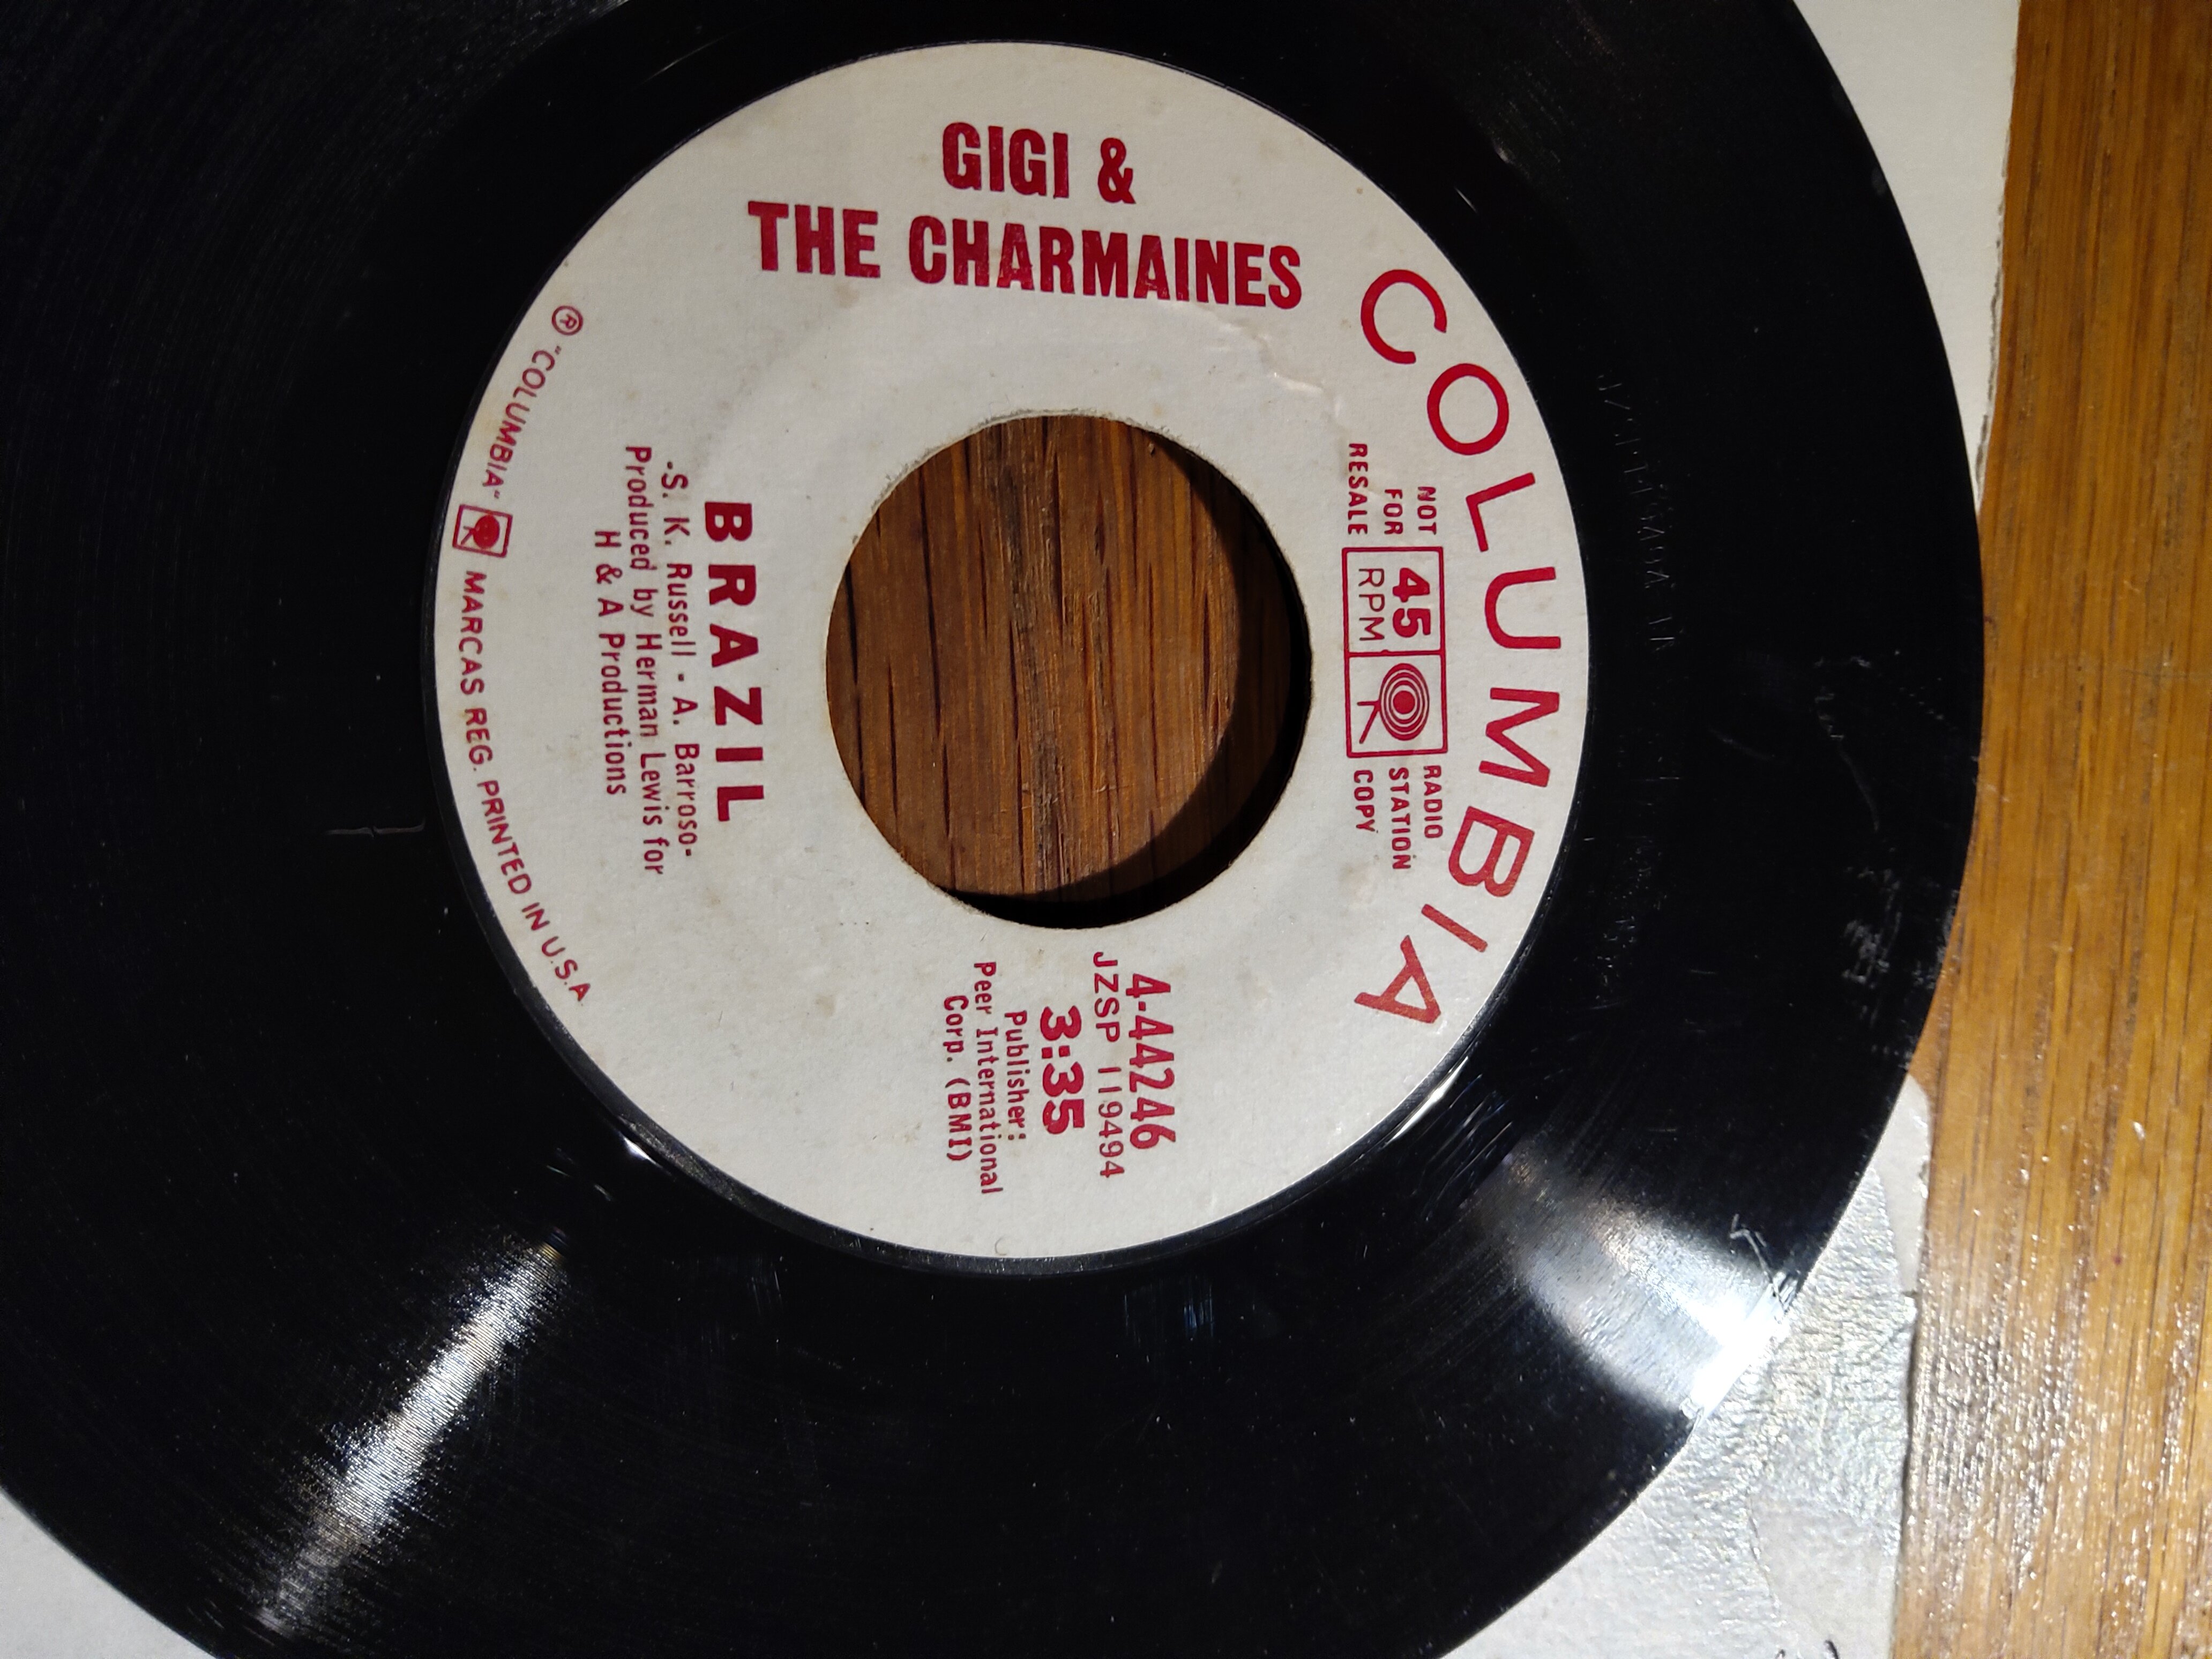 COLUMBIA
NOT
FOR
RESALE
45
RPM
RADIO
STATION
COPY
GIGI &
THE CHARMAINES
4-44246
JZSP 119494
3:35
Publisher:
Peer International
Corp. (BMI)
BRAZIL
-S. K. Russell - A. Barroso-
Produced by Herman Lewis for
H & A Productions
Ⓡ "COLUMBIA" MARCAS REG. PRINTED IN U.S.A.